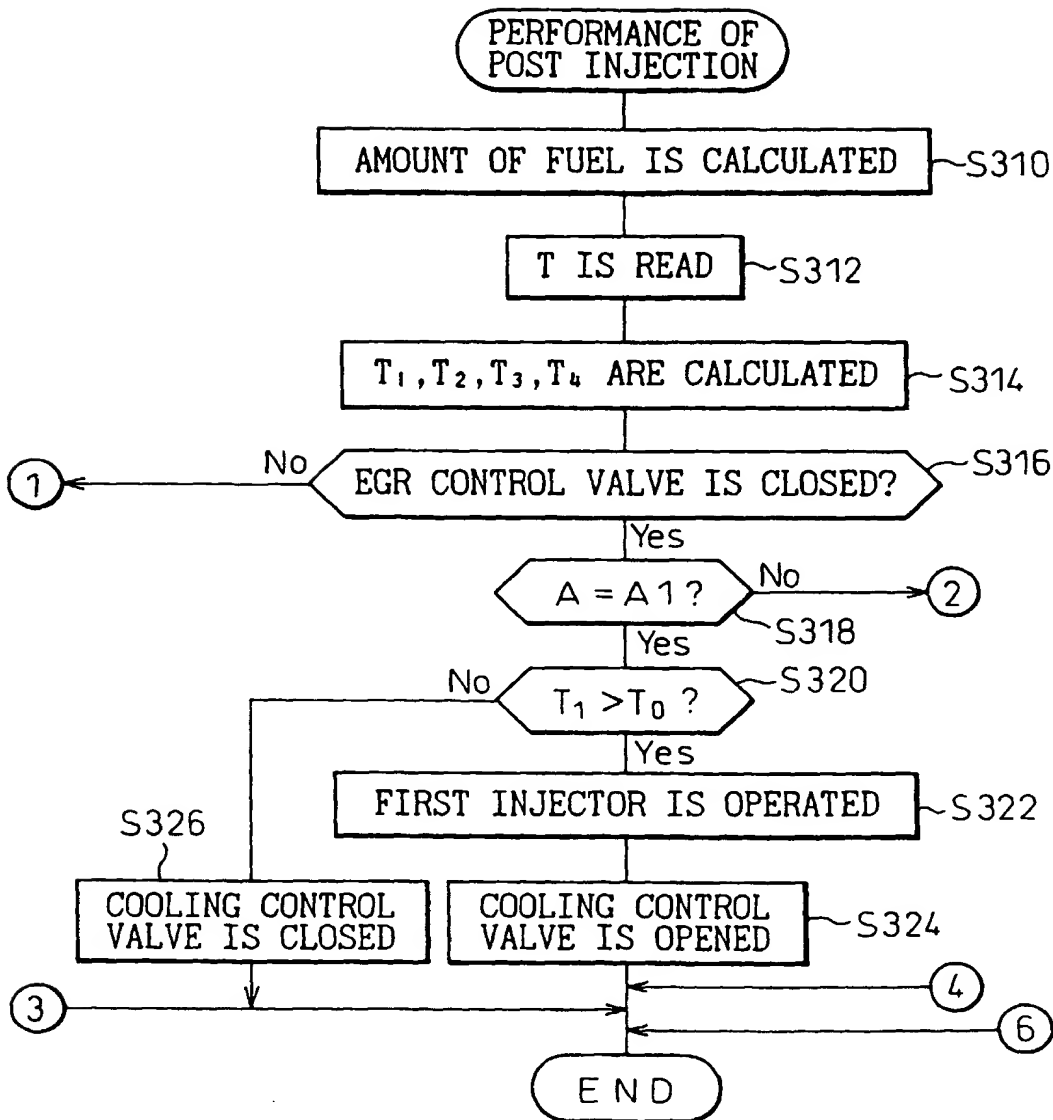 PERFORMANCE OF
POST INJECTION
AMOUNT OF FUEL IS CALCULATED
S310
T IS READ
S312
T₁,T₂,T₃,T₄ ARE CALCULATED
S314
1
No
EGR CONTROL VALVE IS CLOSED?
S316
Yes
A = A1?
No
2
S318
Yes
No
T₁ >T₀ ?
S320
Yes
FIRST INJECTOR IS OPERATED
S322
S326
COOLING CONTROL
VALVE IS CLOSED
COOLING CONTROL
VALVE IS OPENED
S324
4
3
6
END